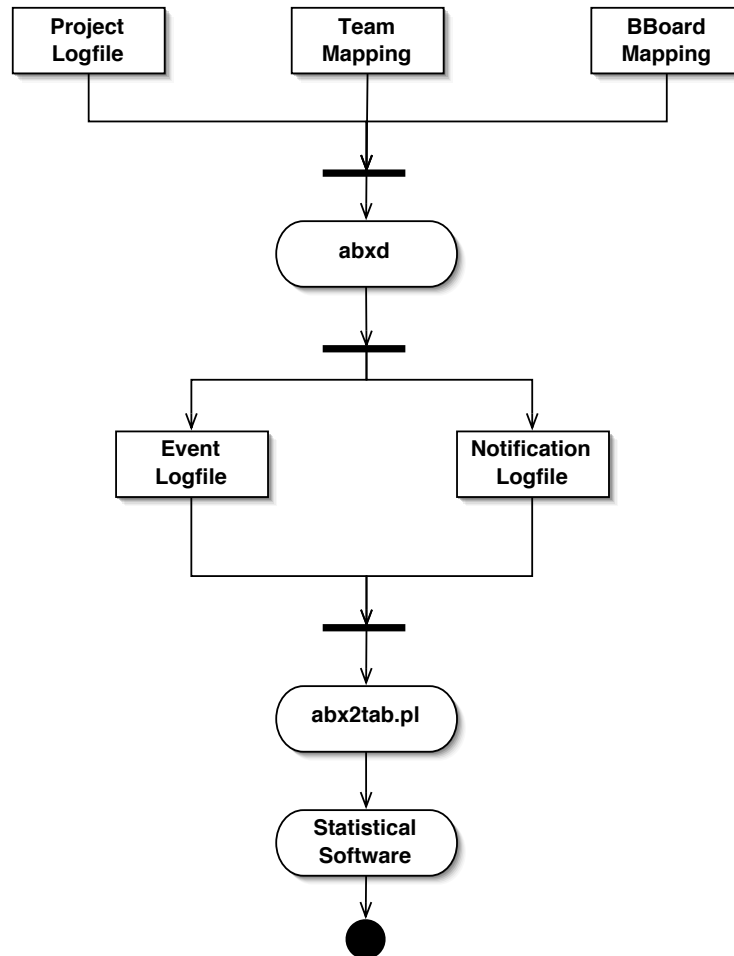 Project
Logfile
Team
Mapping
BBoard
Mapping
abxd
Event
Logfile
Notification
Logfile
abx2tab.pl
Statistical
Software